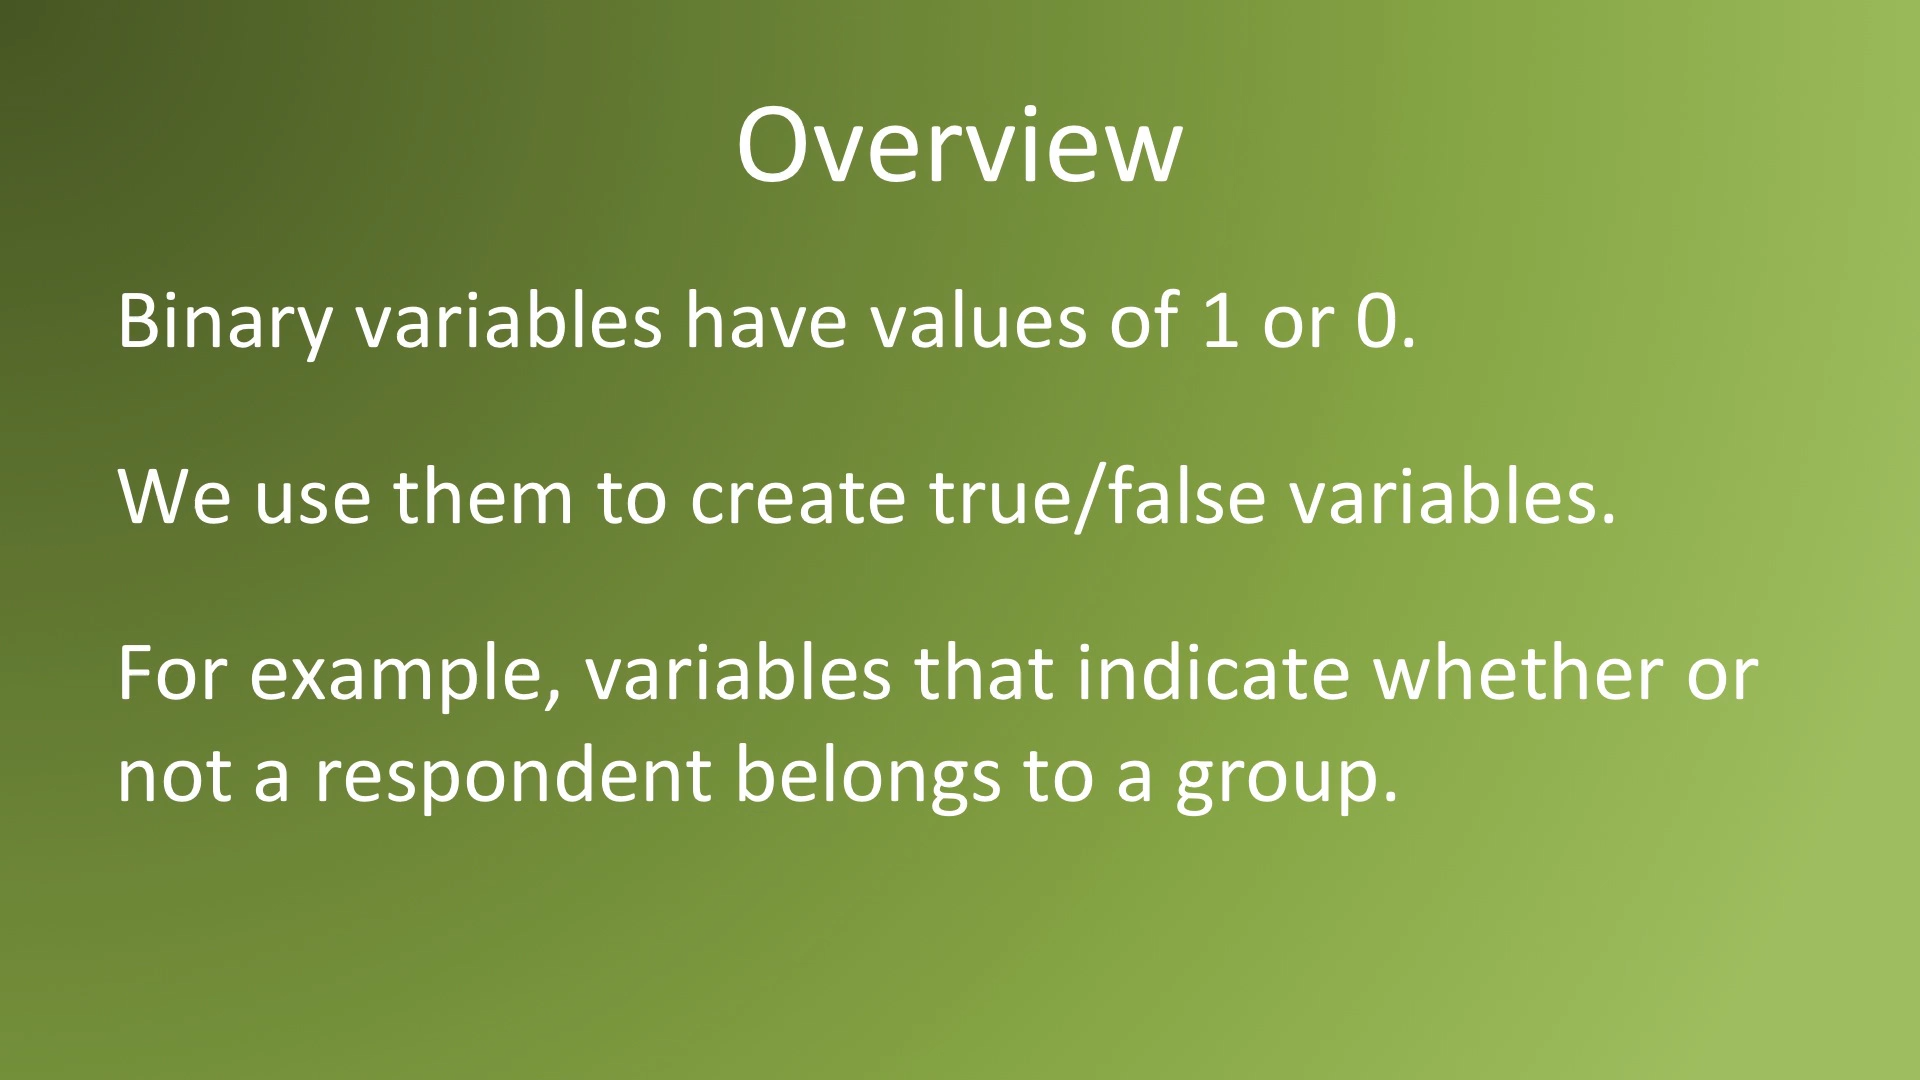 Overview
Binary variables have values of 1 or 0.
We use them to create true/false variables.
For example, variables that indicate whether or
not a respondent belongs to a group.